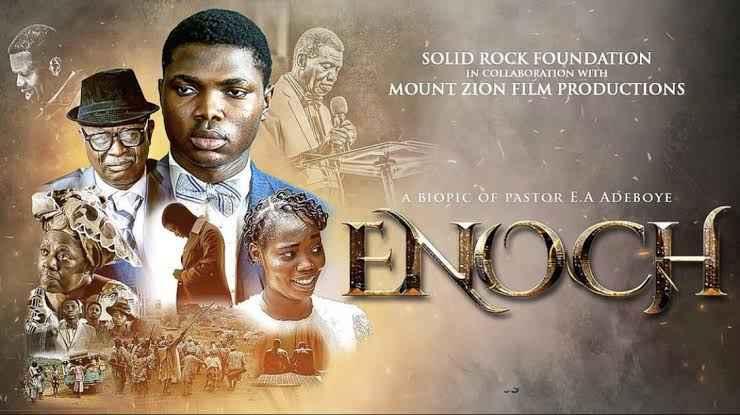 SOLID ROCK FOUNDATION
IN COLLABORATION WITH
MOUNT ZION FILM PRODUCTIONS
A BIOPIC OF PASTOR E.A ADEBOYE
ENOCH